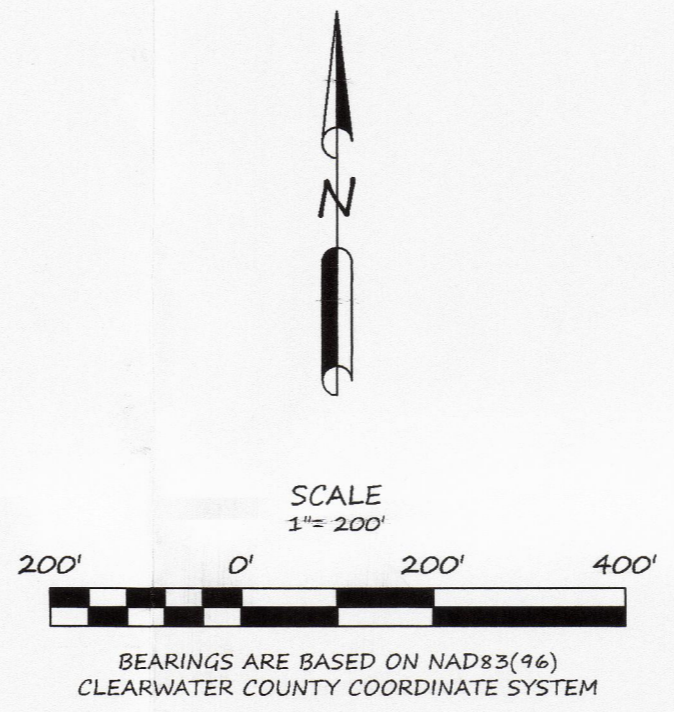 N
SCALE
1"= 200'
200' 0' 200' 400'
BEARINGS ARE BASED ON NAD83(96)
CLEARWATER COUNTY COORDINATE SYSTEM